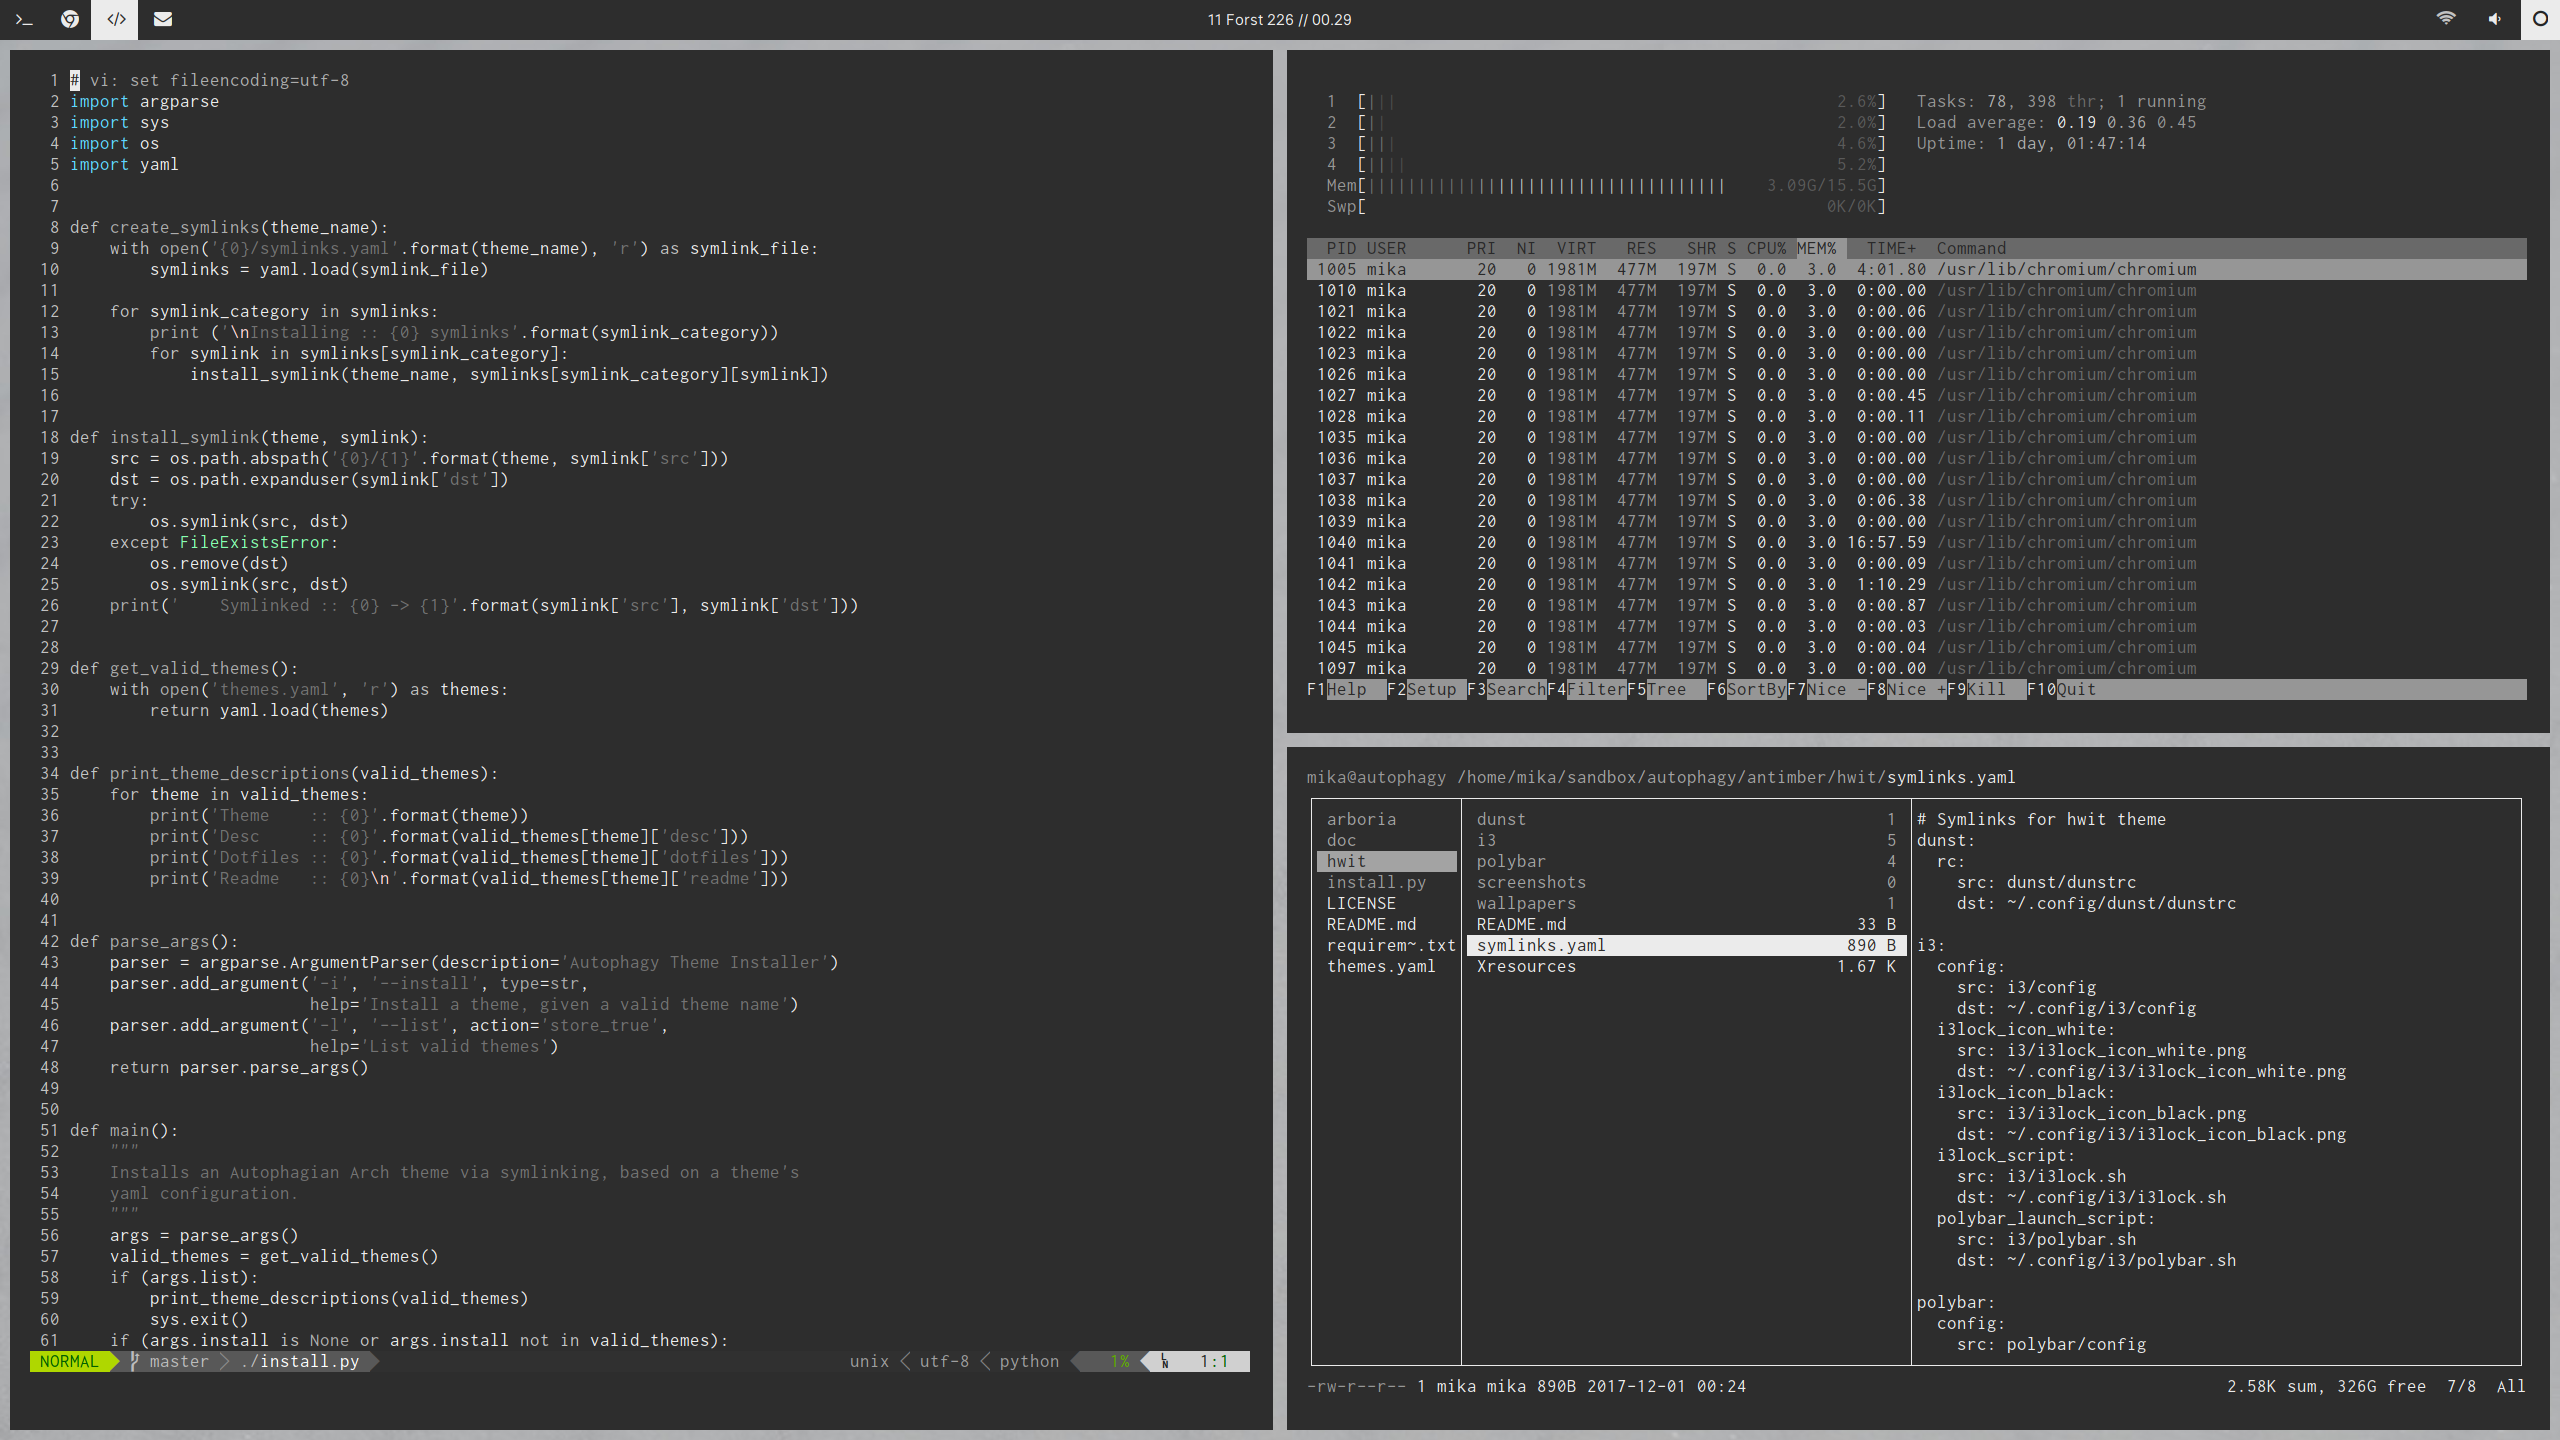 11 Forst 226 // 00.29
1 # vi: set fileencoding=utf-8
2 import argparse
3 import sys
4 import os
5 import yaml
6
7
8 def create_symlinks(theme_name):
9     with open('{0}/symlinks.yaml'.format(theme_name), 'r') as symlink_file:
10         symlinks = yaml.load(symlink_file)
11
12     for symlink_category in symlinks:
13         print ('\nInstalling :: {0} symlinks'.format(symlink_category))
14         for symlink in symlinks[symlink_category]:
15             install_symlink(theme_name, symlinks[symlink_category][symlink])
16
17
18 def install_symlink(theme, symlink):
19     src = os.path.abspath('{0}/{1}'.format(theme, symlink['src']))
20     dst = os.path.expanduser(symlink['dst'])
21     try:
22         os.symlink(src, dst)
23     except FileExistsError:
24         os.remove(dst)
25         os.symlink(src, dst)
26     print('    Symlinked :: {0} -> {1}'.format(symlink['src'], symlink['dst']))
27
28
29 def get_valid_themes():
30     with open('themes.yaml', 'r') as themes:
31         return yaml.load(themes)
32
33
34 def print_theme_descriptions(valid_themes):
35     for theme in valid_themes:
36         print('Theme    :: {0}'.format(theme))
37         print('Desc     :: {0}'.format(valid_themes[theme]['desc']))
38         print('Dotfiles :: {0}'.format(valid_themes[theme]['dotfiles']))
39         print('Readme   :: {0}\n'.format(valid_themes[theme]['readme']))
40
41
42 def parse_args():
43     parser = argparse.ArgumentParser(description='Autophagy Theme Installer')
44     parser.add_argument('-i', '--install', type=str,
45                         help='Install a theme, given a valid theme name')
46     parser.add_argument('-l', '--list', action='store_true',
47                         help='List valid themes')
48     return parser.parse_args()
49
50
51 def main():
52     """
53     Installs an Autophagian Arch theme via symlinking, based on a theme's
54     yaml configuration.
55     """
56     args = parse_args()
57     valid_themes = get_valid_themes()
58     if (args.list):
59         print_theme_descriptions(valid_themes)
60         sys.exit()
61     if (args.install is None or args.install not in valid_themes):
NORMAL master ./install.py unix utf-8 python 1% LN 1:1
1 [||| 2.6%] Tasks: 78, 398 thr; 1 running
2 [|| 2.0%] Load average: 0.19 0.36 0.45
3 [||| 4.6%] Uptime: 1 day, 01:47:14
4 [|||| 5.2%]
Mem[|||||||||||||||||||||||||||||||||||| 3.09G/15.5G]
Swp[ 0K/0K]
PID USER PRI NI VIRT RES SHR S CPU% MEM% TIME+ Command
1005 mika 20 0 1981M 477M 197M S 0.0 3.0 4:01.80 /usr/lib/chromium/chromium
1010 mika 20 0 1981M 477M 197M S 0.0 3.0 0:00.00 /usr/lib/chromium/chromium
1021 mika 20 0 1981M 477M 197M S 0.0 3.0 0:00.06 /usr/lib/chromium/chromium
1022 mika 20 0 1981M 477M 197M S 0.0 3.0 0:00.00 /usr/lib/chromium/chromium
1023 mika 20 0 1981M 477M 197M S 0.0 3.0 0:00.00 /usr/lib/chromium/chromium
1026 mika 20 0 1981M 477M 197M S 0.0 3.0 0:00.00 /usr/lib/chromium/chromium
1027 mika 20 0 1981M 477M 197M S 0.0 3.0 0:00.45 /usr/lib/chromium/chromium
1028 mika 20 0 1981M 477M 197M S 0.0 3.0 0:00.11 /usr/lib/chromium/chromium
1035 mika 20 0 1981M 477M 197M S 0.0 3.0 0:00.00 /usr/lib/chromium/chromium
1036 mika 20 0 1981M 477M 197M S 0.0 3.0 0:00.00 /usr/lib/chromium/chromium
1037 mika 20 0 1981M 477M 197M S 0.0 3.0 0:00.00 /usr/lib/chromium/chromium
1038 mika 20 0 1981M 477M 197M S 0.0 3.0 0:06.38 /usr/lib/chromium/chromium
1039 mika 20 0 1981M 477M 197M S 0.0 3.0 0:00.00 /usr/lib/chromium/chromium
1040 mika 20 0 1981M 477M 197M S 0.0 3.0 16:57.59 /usr/lib/chromium/chromium
1041 mika 20 0 1981M 477M 197M S 0.0 3.0 0:00.09 /usr/lib/chromium/chromium
1042 mika 20 0 1981M 477M 197M S 0.0 3.0 1:10.29 /usr/lib/chromium/chromium
1043 mika 20 0 1981M 477M 197M S 0.0 3.0 0:00.87 /usr/lib/chromium/chromium
1044 mika 20 0 1981M 477M 197M S 0.0 3.0 0:00.03 /usr/lib/chromium/chromium
1045 mika 20 0 1981M 477M 197M S 0.0 3.0 0:00.04 /usr/lib/chromium/chromium
1097 mika 20 0 1981M 477M 197M S 0.0 3.0 0:00.00 /usr/lib/chromium/chromium
F1Help F2Setup F3SearchF4FilterF5Tree F6SortByF7Nice -F8Nice +F9Kill F10Quit
mika@autophagy /home/mika/sandbox/autophagy/antimber/hwit/symlinks.yaml
arboria
doc
hwit
install.py
LICENSE
README.md
requirem~.txt
themes.yaml
dunst 1
i3 5
polybar 4
screenshots 0
wallpapers 1
README.md 33 B
symlinks.yaml 890 B
Xresources 1.67 K
# Symlinks for hwit theme
dunst:
  rc:
    src: dunst/dunstrc
    dst: ~/.config/dunst/dunstrc
i3:
  config:
    src: i3/config
    dst: ~/.config/i3/config
  i3lock_icon_white:
    src: i3/i3lock_icon_white.png
    dst: ~/.config/i3/i3lock_icon_white.png
  i3lock_icon_black:
    src: i3/i3lock_icon_black.png
    dst: ~/.config/i3/i3lock_icon_black.png
  i3lock_script:
    src: i3/i3lock.sh
    dst: ~/.config/i3/i3lock.sh
  polybar_launch_script:
    src: i3/polybar.sh
    dst: ~/.config/i3/polybar.sh
polybar:
  config:
    src: polybar/config
-rw-r--r-- 1 mika mika 890B 2017-12-01 00:24 2.58K sum, 326G free 7/8 All